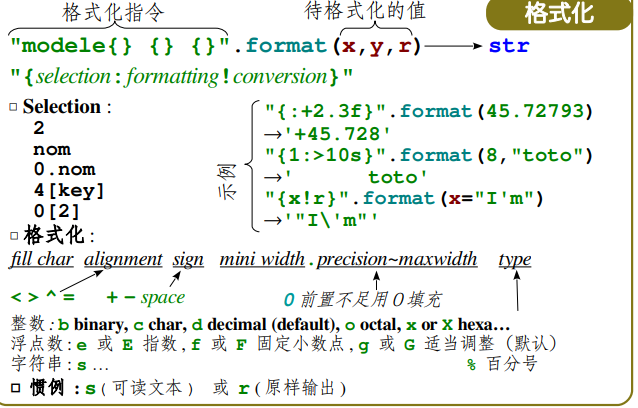 格式化指令 待格式化的值 格式化
"modele{} {} {}".format(x,y,r) str
"{selection:formatting!conversion}"
□ Selection :
2
nom
0.nom
4[key]
0[2]
示例
"{:+2.3f}".format(45.72793)
→'+45.728'
"{1:>10s}".format(8,"toto")
→'      toto'
"{x!r}".format(x="I'm")
→'"I\'m"'
□ 格式化 :
fill char alignment sign mini width.precision~maxwidth type
< > ^ = + - space 0 前置不足用0填充
整数: b binary, c char, d decimal (default), o octal, x or X hexa…
浮点数: e 或 E 指数, f 或 F 固定小数点, g 或 G 适当调整 (默认)
字符串: s … % 百分号
□ 惯例 : s(可读文本) 或 r(原样输出)